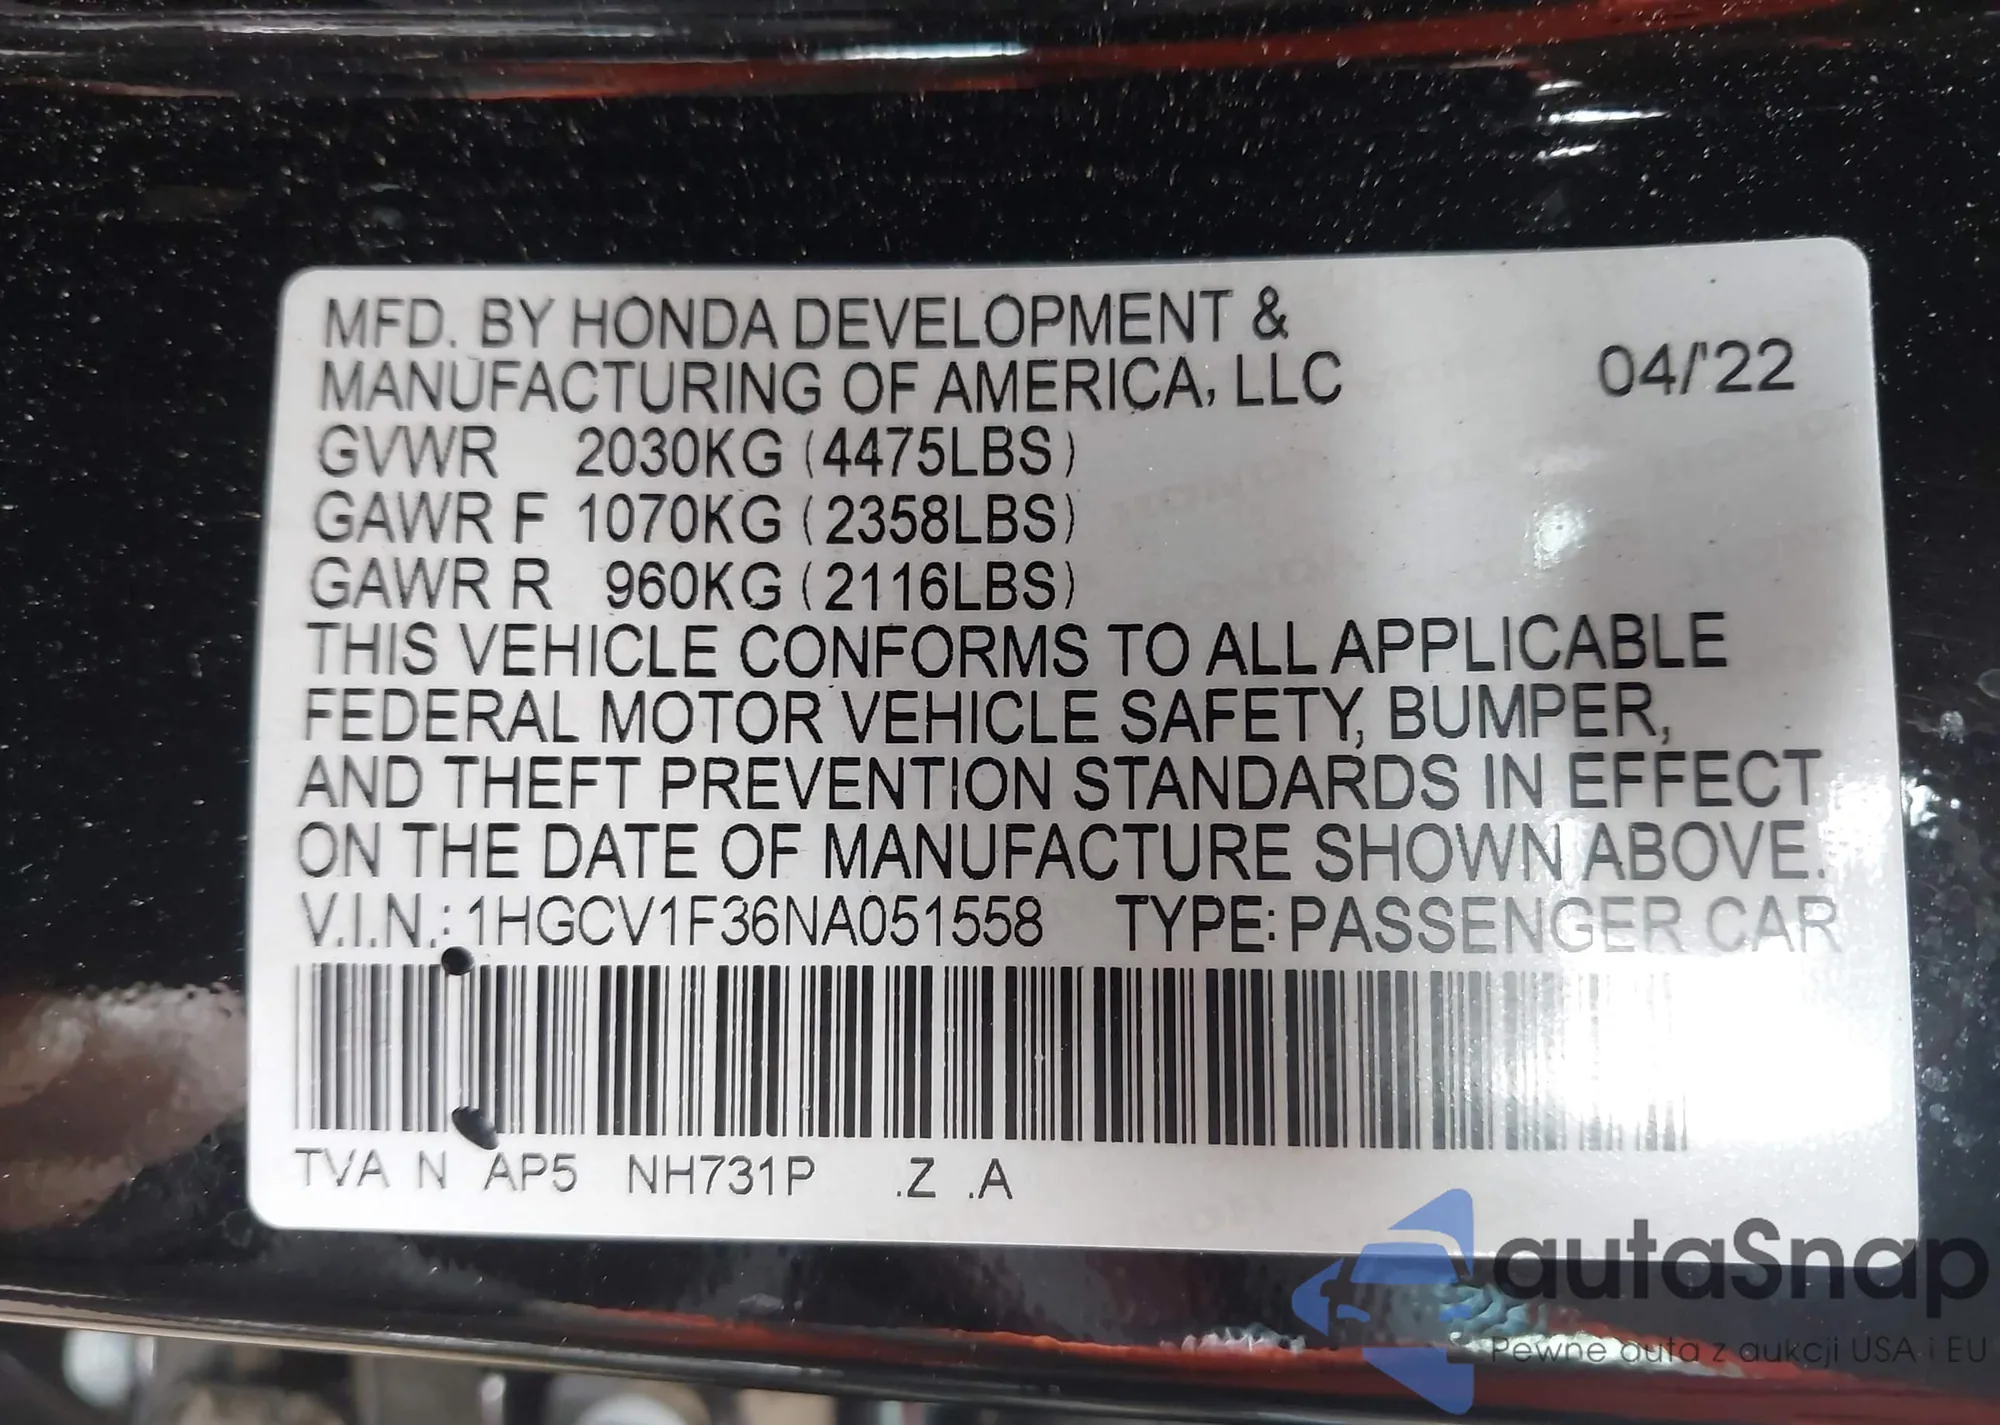 MFD. BY HONDA DEVELOPMENT &
MANUFACTURING OF AMERICA, LLC 04/'22
GVWR 2030KG (4475LBS)
GAWR F 1070KG (2358LBS)
GAWR R 960KG (2116LBS)
THIS VEHICLE CONFORMS TO ALL APPLICABLE
FEDERAL MOTOR VEHICLE SAFETY, BUMPER,
AND THEFT PREVENTION STANDARDS IN EFFECT
ON THE DATE OF MANUFACTURE SHOWN ABOVE.
V.I.N.: 1HGCV1F36NA051558 TYPE: PASSENGER CAR
TVA N AP5 NH731P .Z .A
autaSnap
Pewne auta z aukcji USA i EU